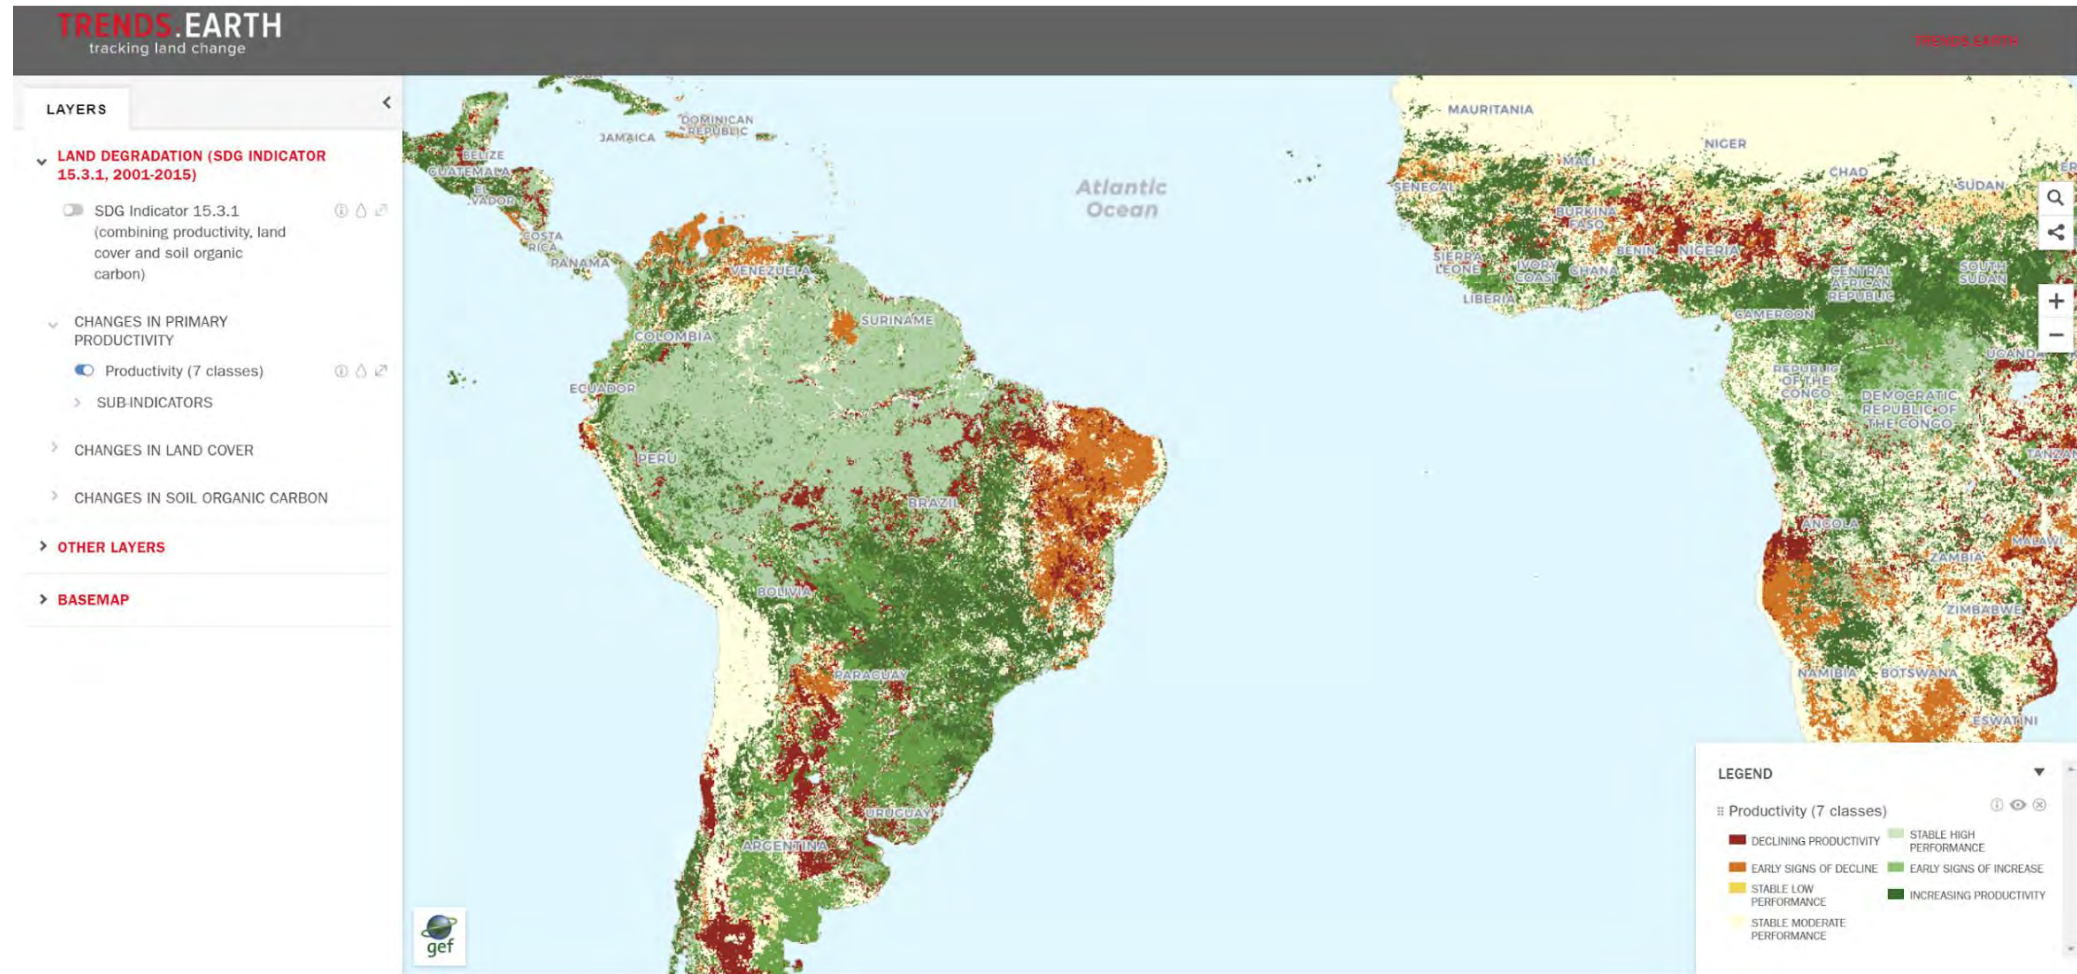 TRENDS.EARTH
tracking land change
TRENDS.EARTH
LAYERS
LAND DEGRADATION (SDG INDICATOR
15.3.1, 2001-2015)
SDG Indicator 15.3.1
(combining productivity, land
cover and soil organic
carbon)
CHANGES IN PRIMARY
PRODUCTIVITY
Productivity (7 classes)
SUB-INDICATORS
CHANGES IN LAND COVER
CHANGES IN SOIL ORGANIC CARBON
OTHER LAYERS
BASEMAP
DOMINICAN
REPUBLIC
JAMAICA
BELIZE
GUATEMALA
EL
VADOR
COSTA
RICA
PANAMA
VENEZUELA
SURINAME
COLOMBIA
ECUADOR
PERU
BRAZIL
BOLIVIA
PARAGUAY
URUGUAY
ARGENTINA
Atlantic
Ocean
MAURITANIA
NIGER
MALI
CHAD
SUDAN
ER
SENEGAL
BURKINA
FASO
BENIN
NIGERIA
SIERRA
LEONE
IVORY
COAST
GHANA
LIBERIA
CENTRAL
AFRICAN
REPUBLIC
SOUTH
SUDAN
CAMEROON
UGANDA
REPUBLIC
OF THE
CONGO
DEMOCRATIC
REPUBLIC OF
THE CONGO
TANZAN
ANGOLA
MALAWI
ZAMBIA
ZIMBABWE
NAMIBIA
BOTSWANA
ESWATINI
gef
LEGEND
Productivity (7 classes)
DECLINING PRODUCTIVITY
EARLY SIGNS OF DECLINE
STABLE LOW
PERFORMANCE
STABLE MODERATE
PERFORMANCE
STABLE HIGH
PERFORMANCE
EARLY SIGNS OF INCREASE
INCREASING PRODUCTIVITY